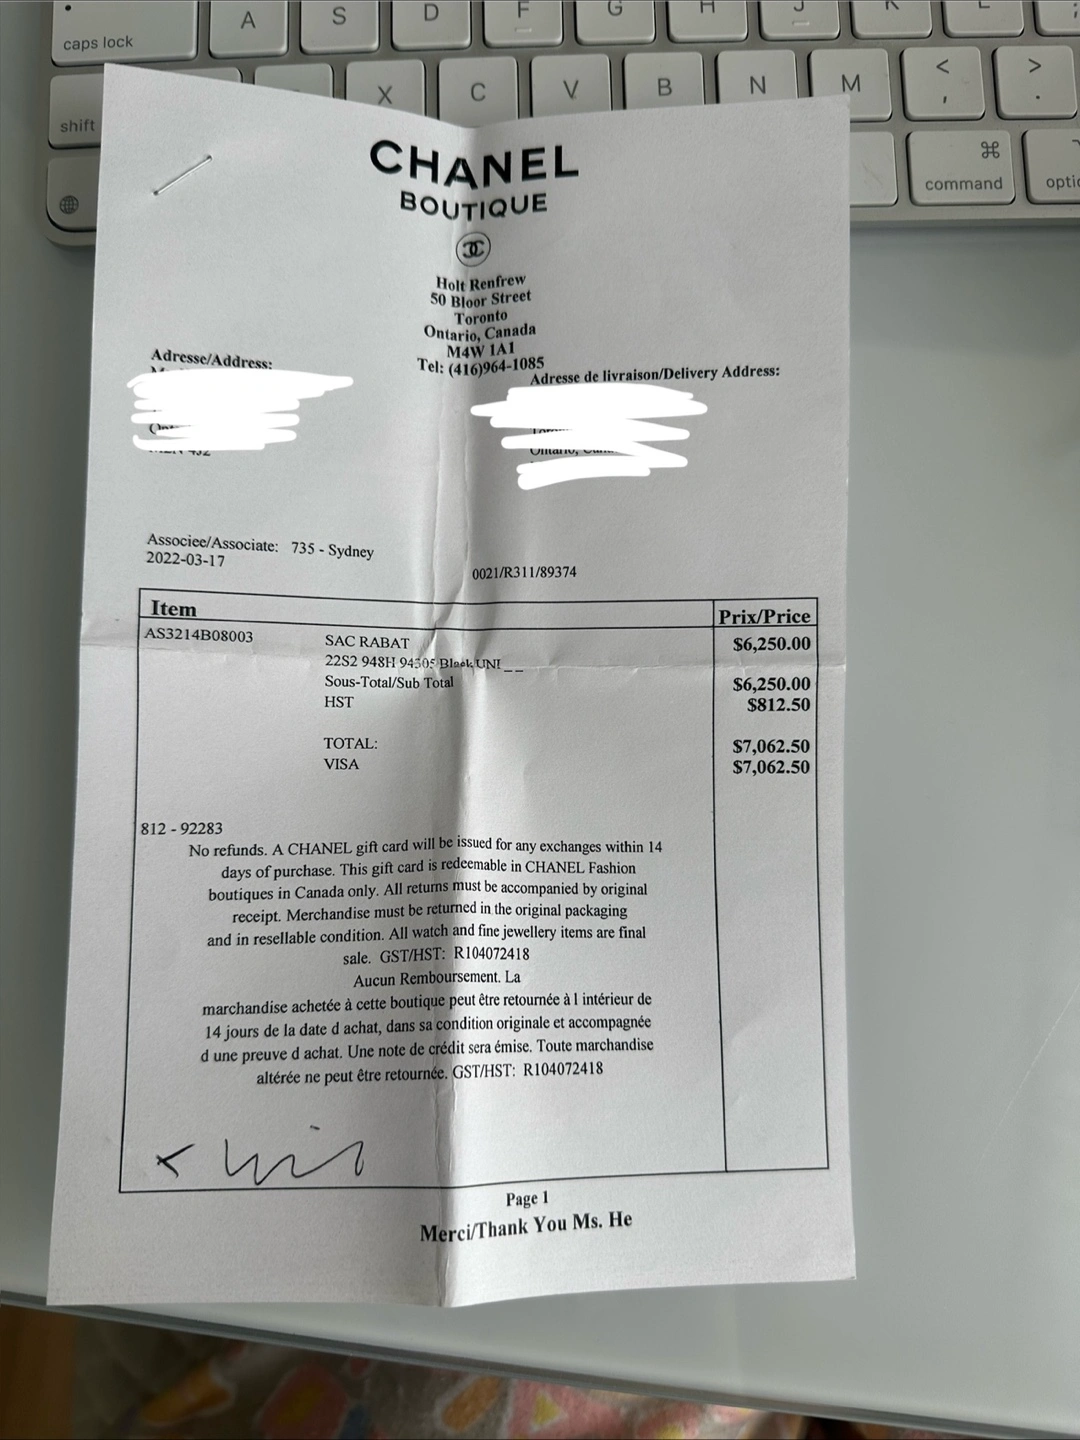 caps lock
A
S
D
F
G
H
J
K
L
;
shift
X
C
V
B
N
M
<
,
>
.
⌘
command
CHANEL
BOUTIQUE
Holt Renfrew
50 Bloor Street
Toronto
Ontario, Canada
M4W 1A1
Tel: (416)964-1085
Adresse/Address:
Adresse de livraison/Delivery Address:
Associee/Associate: 735 - Sydney
2022-03-17
0021/R311/89374
Item Prix/Price
AS3214B08003 SAC RABAT $6,250.00
22S2 948H 94305 Black UNI _ _
Sous-Total/Sub Total $6,250.00
HST $812.50
TOTAL: $7,062.50
VISA $7,062.50
812 - 92283
No refunds. A CHANEL gift card will be issued for any exchanges within 14
days of purchase. This gift card is redeemable in CHANEL Fashion
boutiques in Canada only. All returns must be accompanied by original
receipt. Merchandise must be returned in the original packaging
and in resellable condition. All watch and fine jewellery items are final
sale. GST/HST: R104072418
Aucun Remboursement. La
marchandise achetée à cette boutique peut être retournée à l intérieur de
14 jours de la date d achat, dans sa condition originale et accompagnée
d une preuve d achat. Une note de crédit sera émise. Toute marchandise
altérée ne peut être retournée. GST/HST: R104072418
Page 1
Merci/Thank You Ms. He